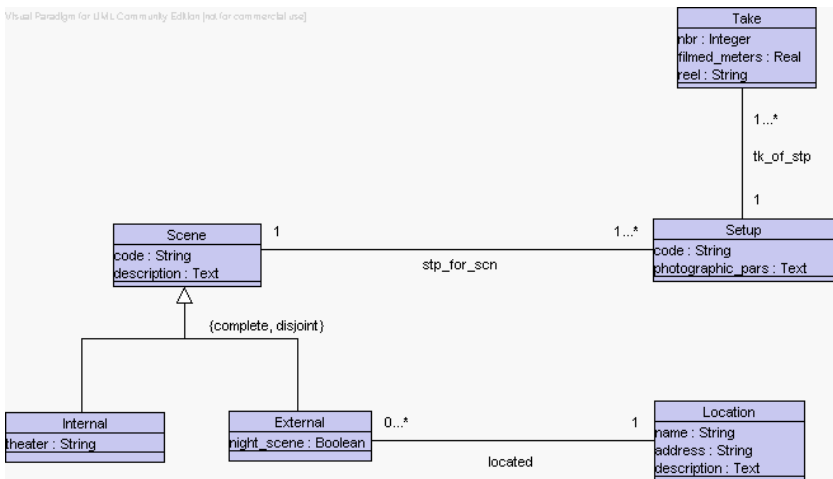 Visual Paradigm for UML Community Edition [not for commercial use]
Take
nbr : Integer
filmed_meters : Real
reel : String
1...*
tk_of_stp
1
Scene
code : String
description : Text
1
1...*
stp_for_scn
Setup
code : String
photographic_pars : Text
{complete, disjoint}
Internal
theater : String
External
night_scene : Boolean
0...*
1
located
Location
name : String
address : String
description : Text